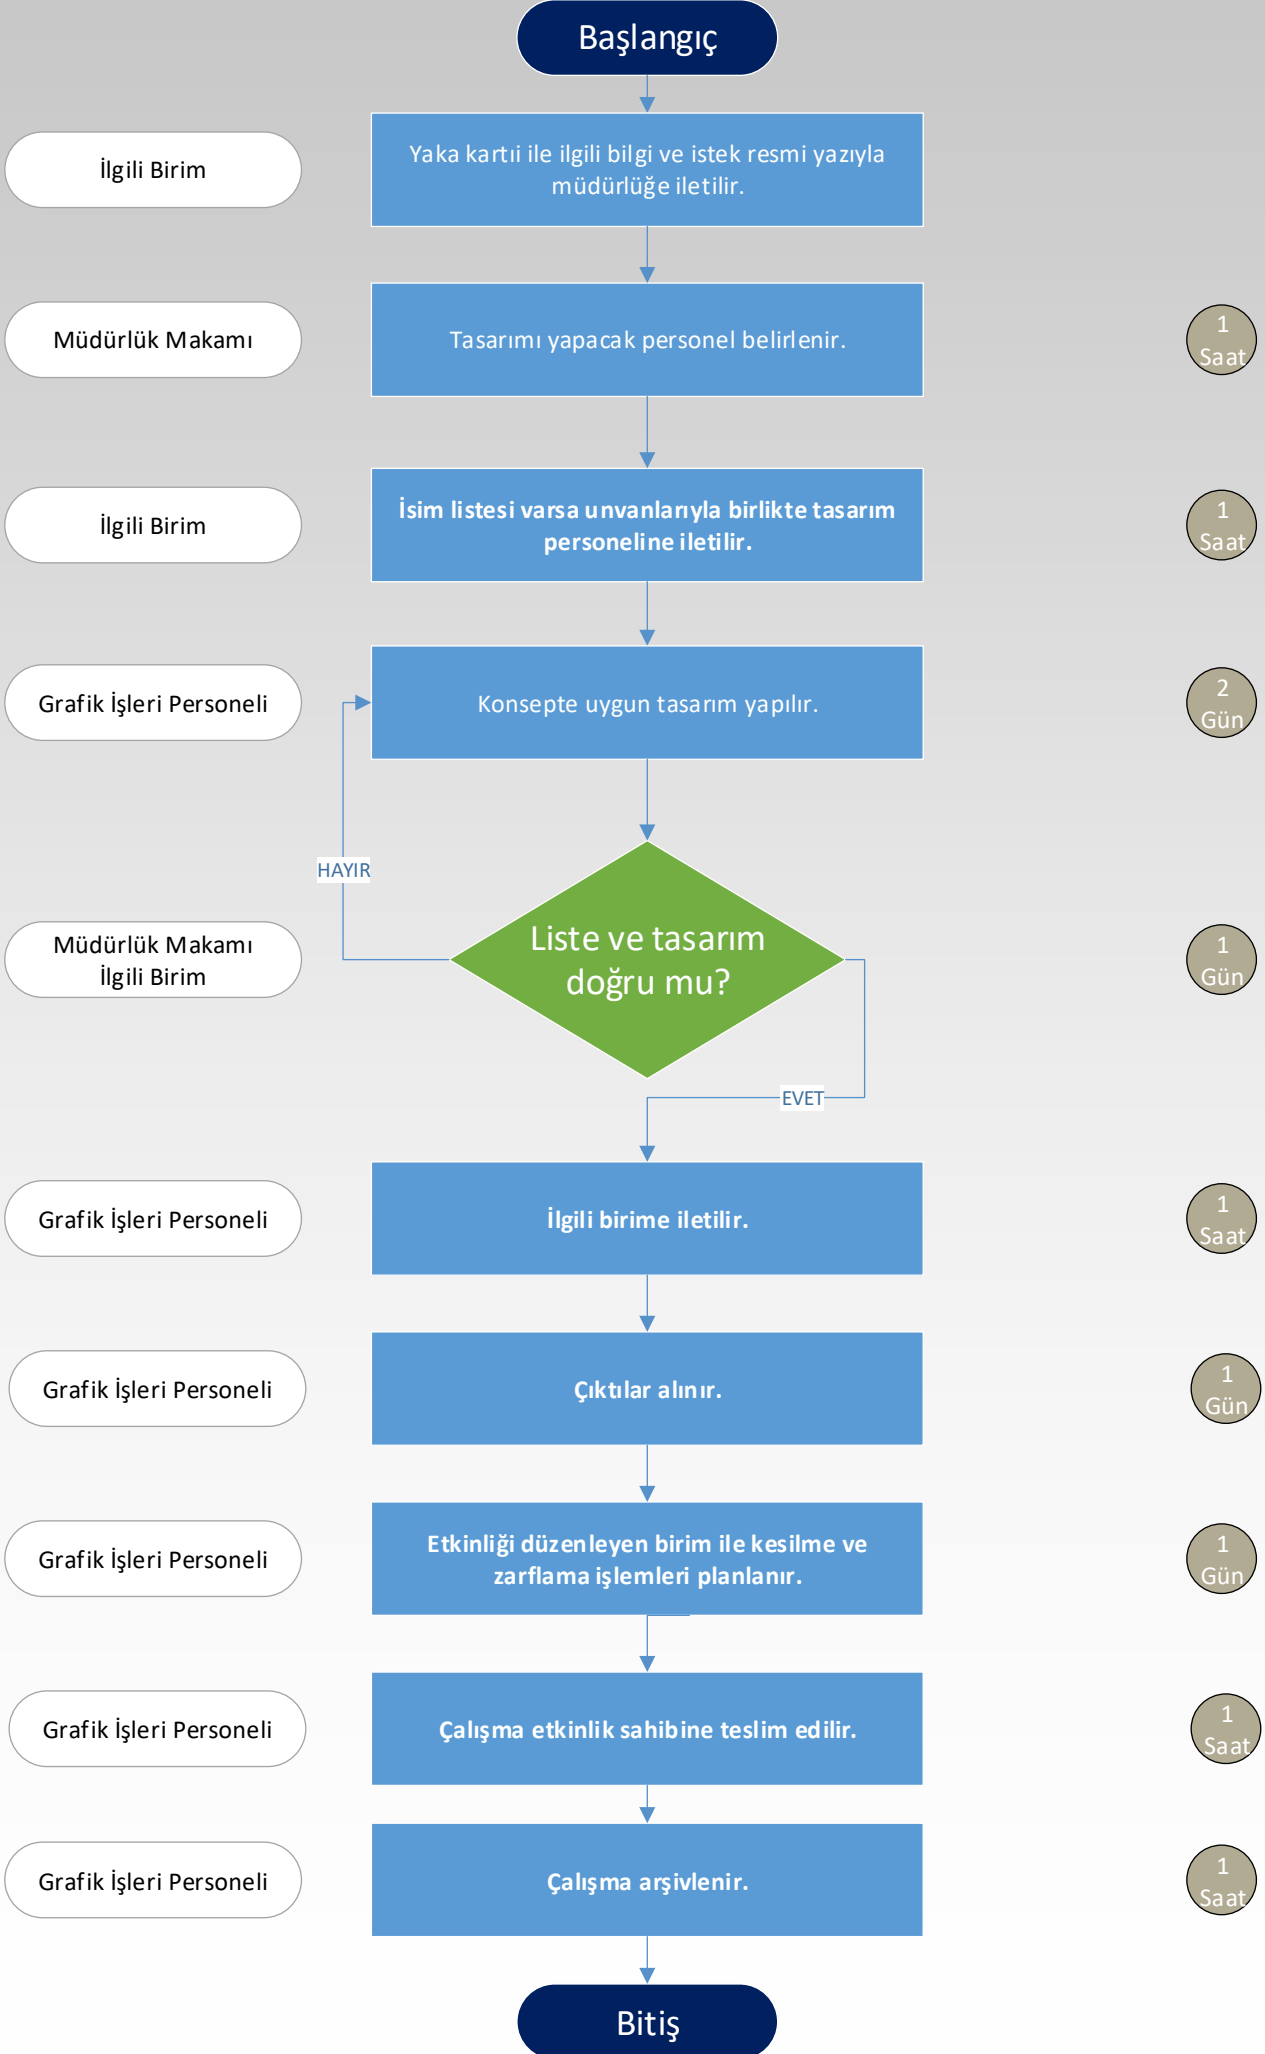 Başlangıç
İlgili Birim
Yaka kartıi ile ilgili bilgi ve istek resmi yazıyla
müdürlüğe iletilir.
Müdürlük Makamı
Tasarımı yapacak personel belirlenir.
1
Saat
İlgili Birim
İsim listesi varsa unvanlarıyla birlikte tasarım
personeline iletilir.
1
Saat
Grafik İşleri Personeli
Konsepte uygun tasarım yapılır.
2
Gün
HAYIR
Müdürlük Makamı
İlgili Birim
Liste ve tasarım
doğru mu?
1
Gün
EVET
Grafik İşleri Personeli
İlgili birime iletilir.
1
Saat
Grafik İşleri Personeli
Çıktılar alınır.
1
Gün
Grafik İşleri Personeli
Etkinliği düzenleyen birim ile kesilme ve
zarflama işlemleri planlanır.
1
Gün
Grafik İşleri Personeli
Çalışma etkinlik sahibine teslim edilir.
1
Saat
Grafik İşleri Personeli
Çalışma arşivlenir.
1
Saat
Bitiş